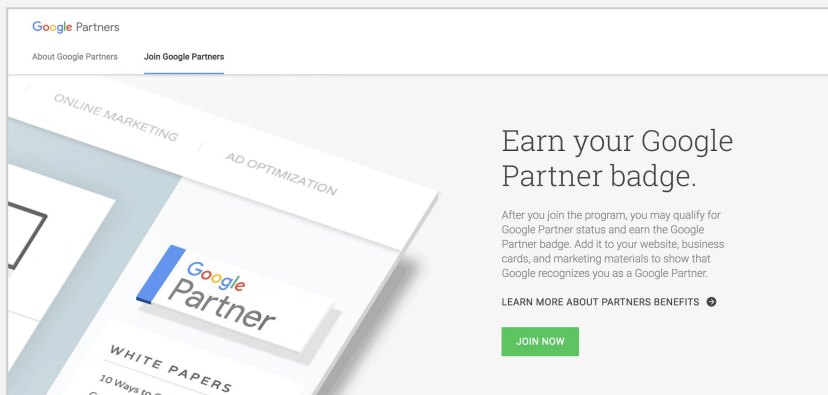 Google Partners
About Google Partners
Join Google Partners
ONLINE MARKETING
AD OPTIMIZATION
Google
Partner
WHITE PAPERS
10 Ways to
Earn your Google
Partner badge.
After you join the program, you may qualify for
Google Partner status and earn the Google
Partner badge. Add it to your website, business
cards, and marketing materials to show that
Google recognizes you as a Google Partner.
LEARN MORE ABOUT PARTNERS BENEFITS
JOIN NOW